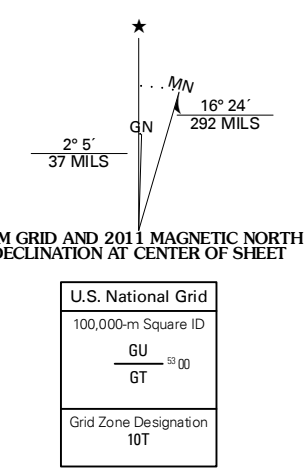 MN
GN
16° 24´
292 MILS
2° 5´
37 MILS
M GRID AND 2011 MAGNETIC NORTH
DECLINATION AT CENTER OF SHEET
U.S. National Grid
100,000-m Square ID
GU
53 00
GT
Grid Zone Designation
10T